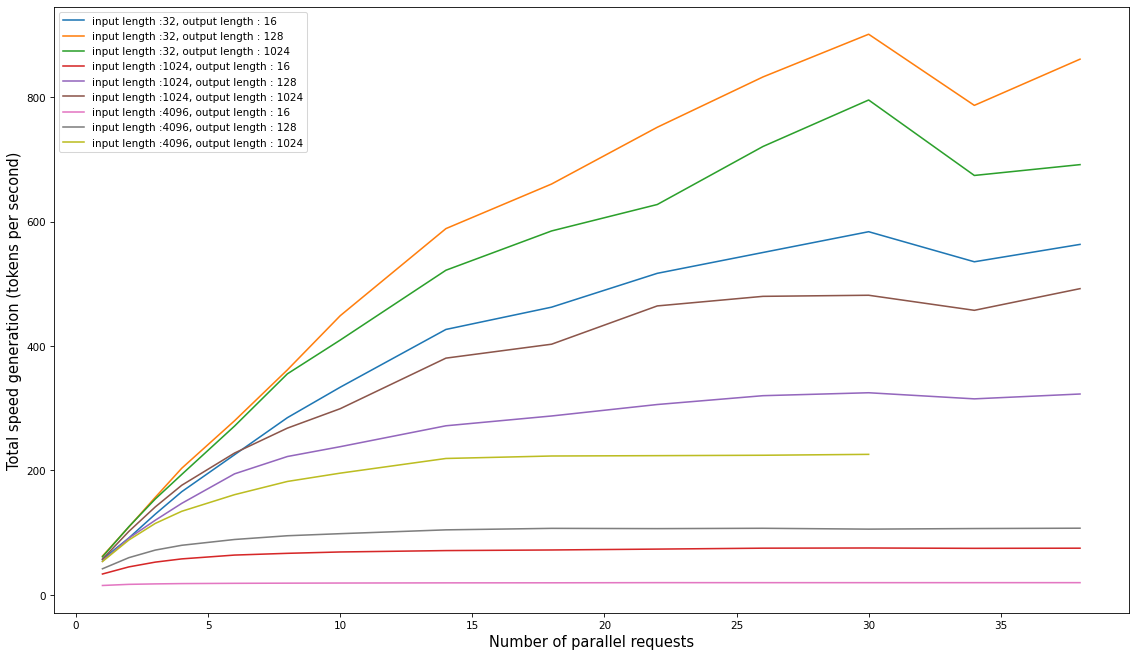 input length :32, output length : 16
input length :32, output length : 128
input length :32, output length : 1024
input length :1024, output length : 16
input length :1024, output length : 128
input length :1024, output length : 1024
input length :4096, output length : 16
input length :4096, output length : 128
input length :4096, output length : 1024
Total speed generation (tokens per second)
800
600
400
200
0
0 5 10 15 20 25 30 35
Number of parallel requests